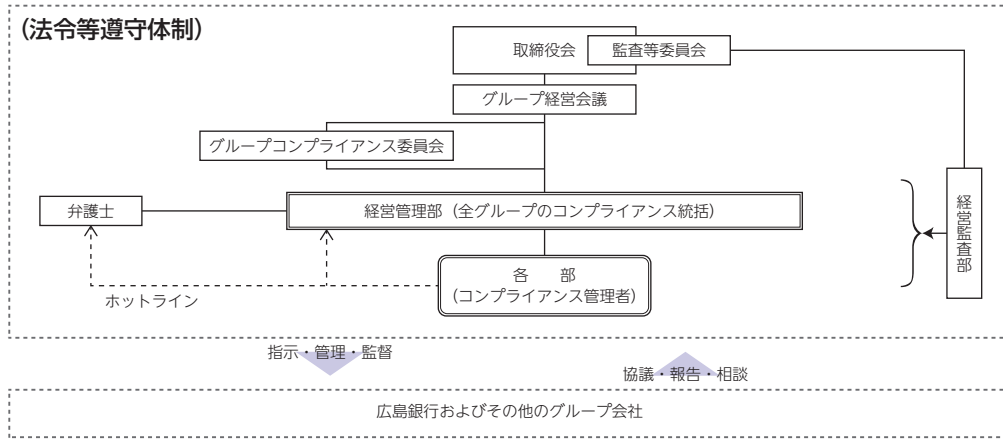 (法令等遵守体制)
取締役会
監査等委員会
グループ経営会議
グループコンプライアンス委員会
弁護士
経営管理部（全グループのコンプライアンス統括）
経営監査部
各　部
（コンプライアンス管理者）
ホットライン
指示・管理・監督
協議・報告・相談
広島銀行およびその他のグループ会社